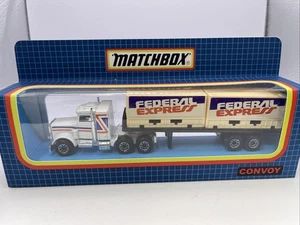 MATCHBOX
FEDERAL
EXPRESS
FEDERAL
EXPRESS
CONVOY